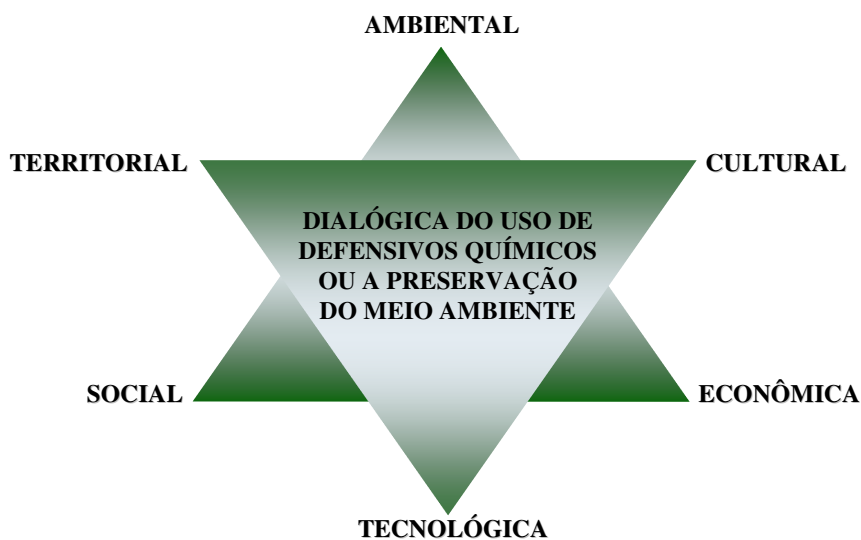 AMBIENTAL
TERRITORIAL
CULTURAL
DIALÓGICA DO USO DE
DEFENSIVOS QUÍMICOS
OU A PRESERVAÇÃO
DO MEIO AMBIENTE
SOCIAL
ECONÔMICA
TECNOLÓGICA